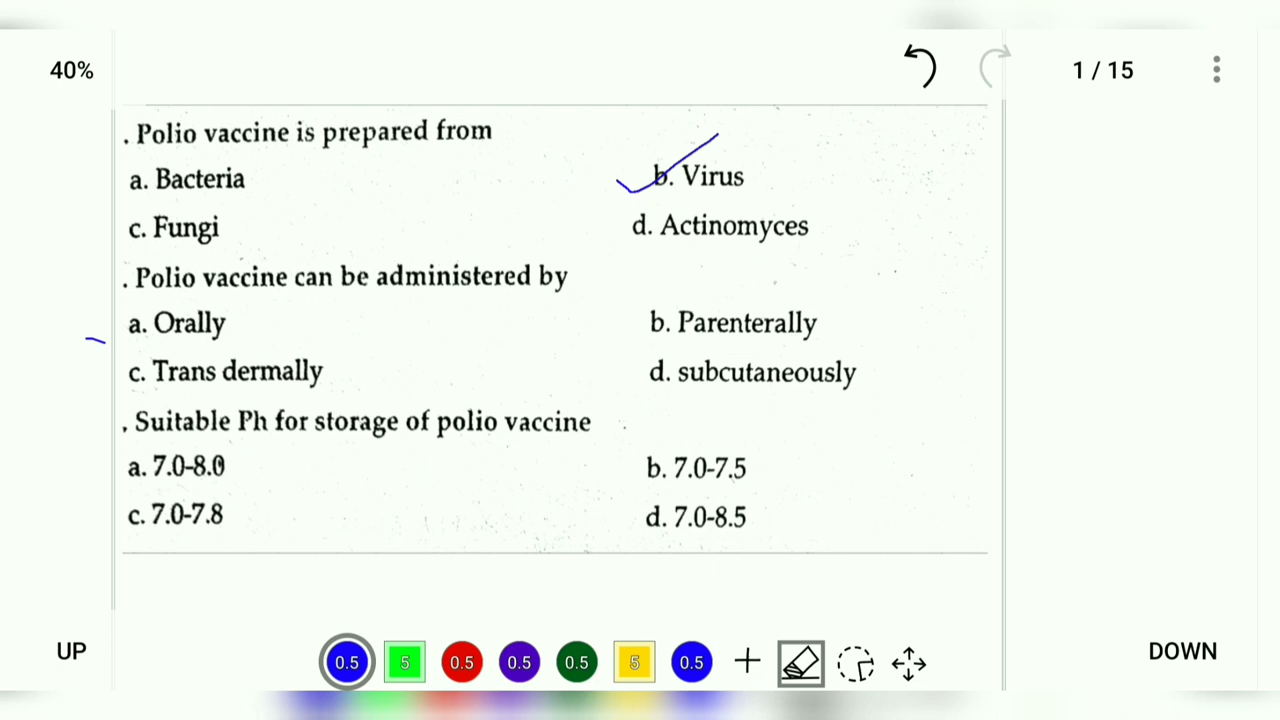 40%
1 / 15
. Polio vaccine is prepared from
a. Bacteria
b. Virus
c. Fungi
d. Actinomyces
. Polio vaccine can be administered by
a. Orally
b. Parenterally
c. Trans dermally
d. subcutaneously
. Suitable Ph for storage of polio vaccine
a. 7.0-8.0
b. 7.0-7.5
c. 7.0-7.8
d. 7.0-8.5
UP
DOWN
0.5
5
0.5
0.5
0.5
5
0.5